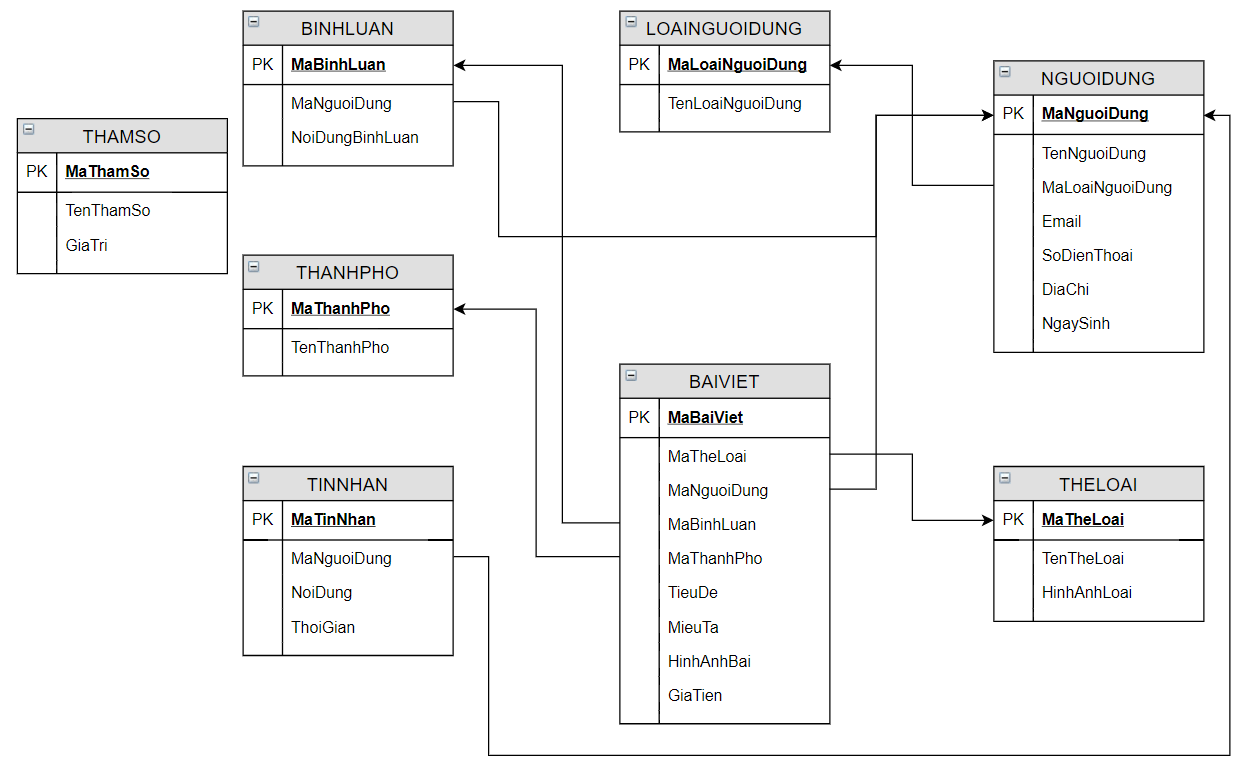 THAMSO
PK MaThamSo
TenThamSo
GiaTri
BINHLUAN
PK MaBinhLuan
MaNguoiDung
NoiDungBinhLuan
THANHPHO
PK MaThanhPho
TenThanhPho
TINNHAN
PK MaTinNhan
MaNguoiDung
NoiDung
ThoiGian
LOAINGUOIDUNG
PK MaLoaiNguoiDung
TenLoaiNguoiDung
BAIVIET
PK MaBaiViet
MaTheLoai
MaNguoiDung
MaBinhLuan
MaThanhPho
TieuDe
MieuTa
HinhAnhBai
GiaTien
NGUOIDUNG
PK MaNguoiDung
TenNguoiDung
MaLoaiNguoiDung
Email
SoDienThoai
DiaChi
NgaySinh
THELOAI
PK MaTheLoai
TenTheLoai
HinhAnhLoai